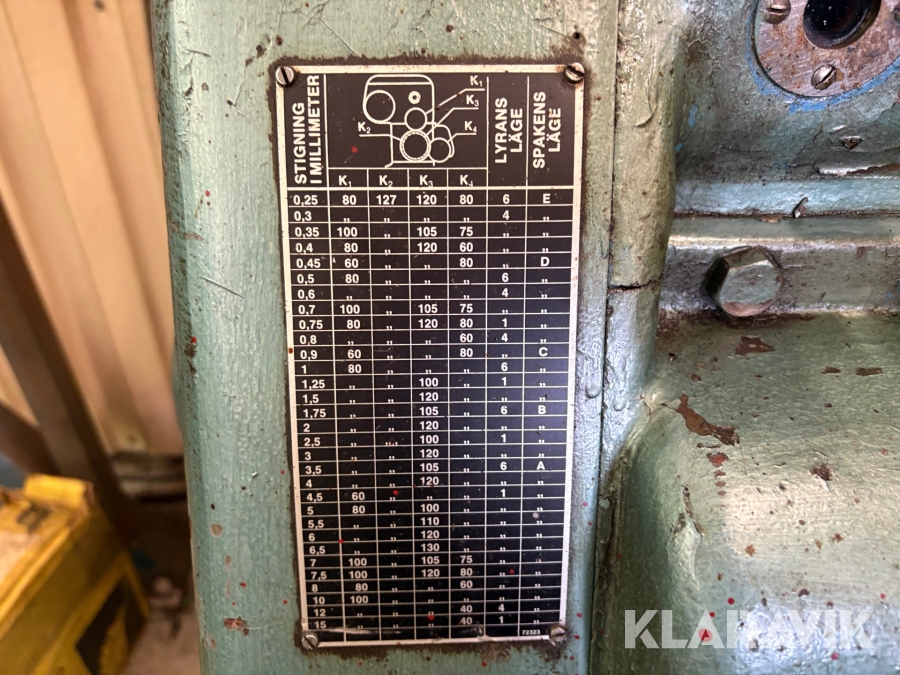 STIGNING
I MILLIMETER
K₁
K₃
K₂
K₄
LYRANS
LÄGE
SPAKENS
LÄGE
K₁ K₂ K₃ K₄
0,25 80 127 120 80 6 E
0,3 ,, ,, ,, ,, 4 ,,
0,35 100 ,, 105 75 ,, ,,
0,4 80 ,, 120 60 ,, ,,
0,45 60 ,, ,, 80 ,, D
0,5 80 ,, ,, ,, 6 ,,
0,6 ,, ,, ,, ,, 4 ,,
0,7 100 ,, 105 75 ,, ,,
0,75 80 ,, 120 80 1 ,,
0,8 ,, ,, ,, 60 4 ,,
0,9 60 ,, ,, 80 ,, C
1 80 ,, ,, ,, 6 ,,
1,25 ,, ,, 100 ,, 1 ,,
1,5 ,, ,, 120 ,, ,, ,,
1,75 ,, ,, 105 ,, 6 B
2 ,, ,, 120 ,, ,, ,,
2,5 ,, ,, 100 ,, 1 ,,
3 ,, ,, 120 ,, ,, ,,
3,5 ,, ,, 105 ,, 6 A
4 ,, ,, 120 ,, ,, ,,
4,5 60 ,, ,, ,, 1 ,,
5 80 ,, 100 ,, ,, ,,
5,5 ,, ,, 110 ,, ,, ,,
6 ,, ,, 120 ,, ,, ,,
6,5 ,, ,, 130 ,, ,, ,,
7 100 ,, 105 75 ,, ,,
7,5 100 ,, 120 80 ,, ,,
8 80 ,, ,, 60 ,, ,,
10 100 ,, ,, ,, ,, ,,
12 ,, ,, ,, 40 4 ,,
15 ,, ,, ,, 40 1 ,,
72323
KLARAVIK